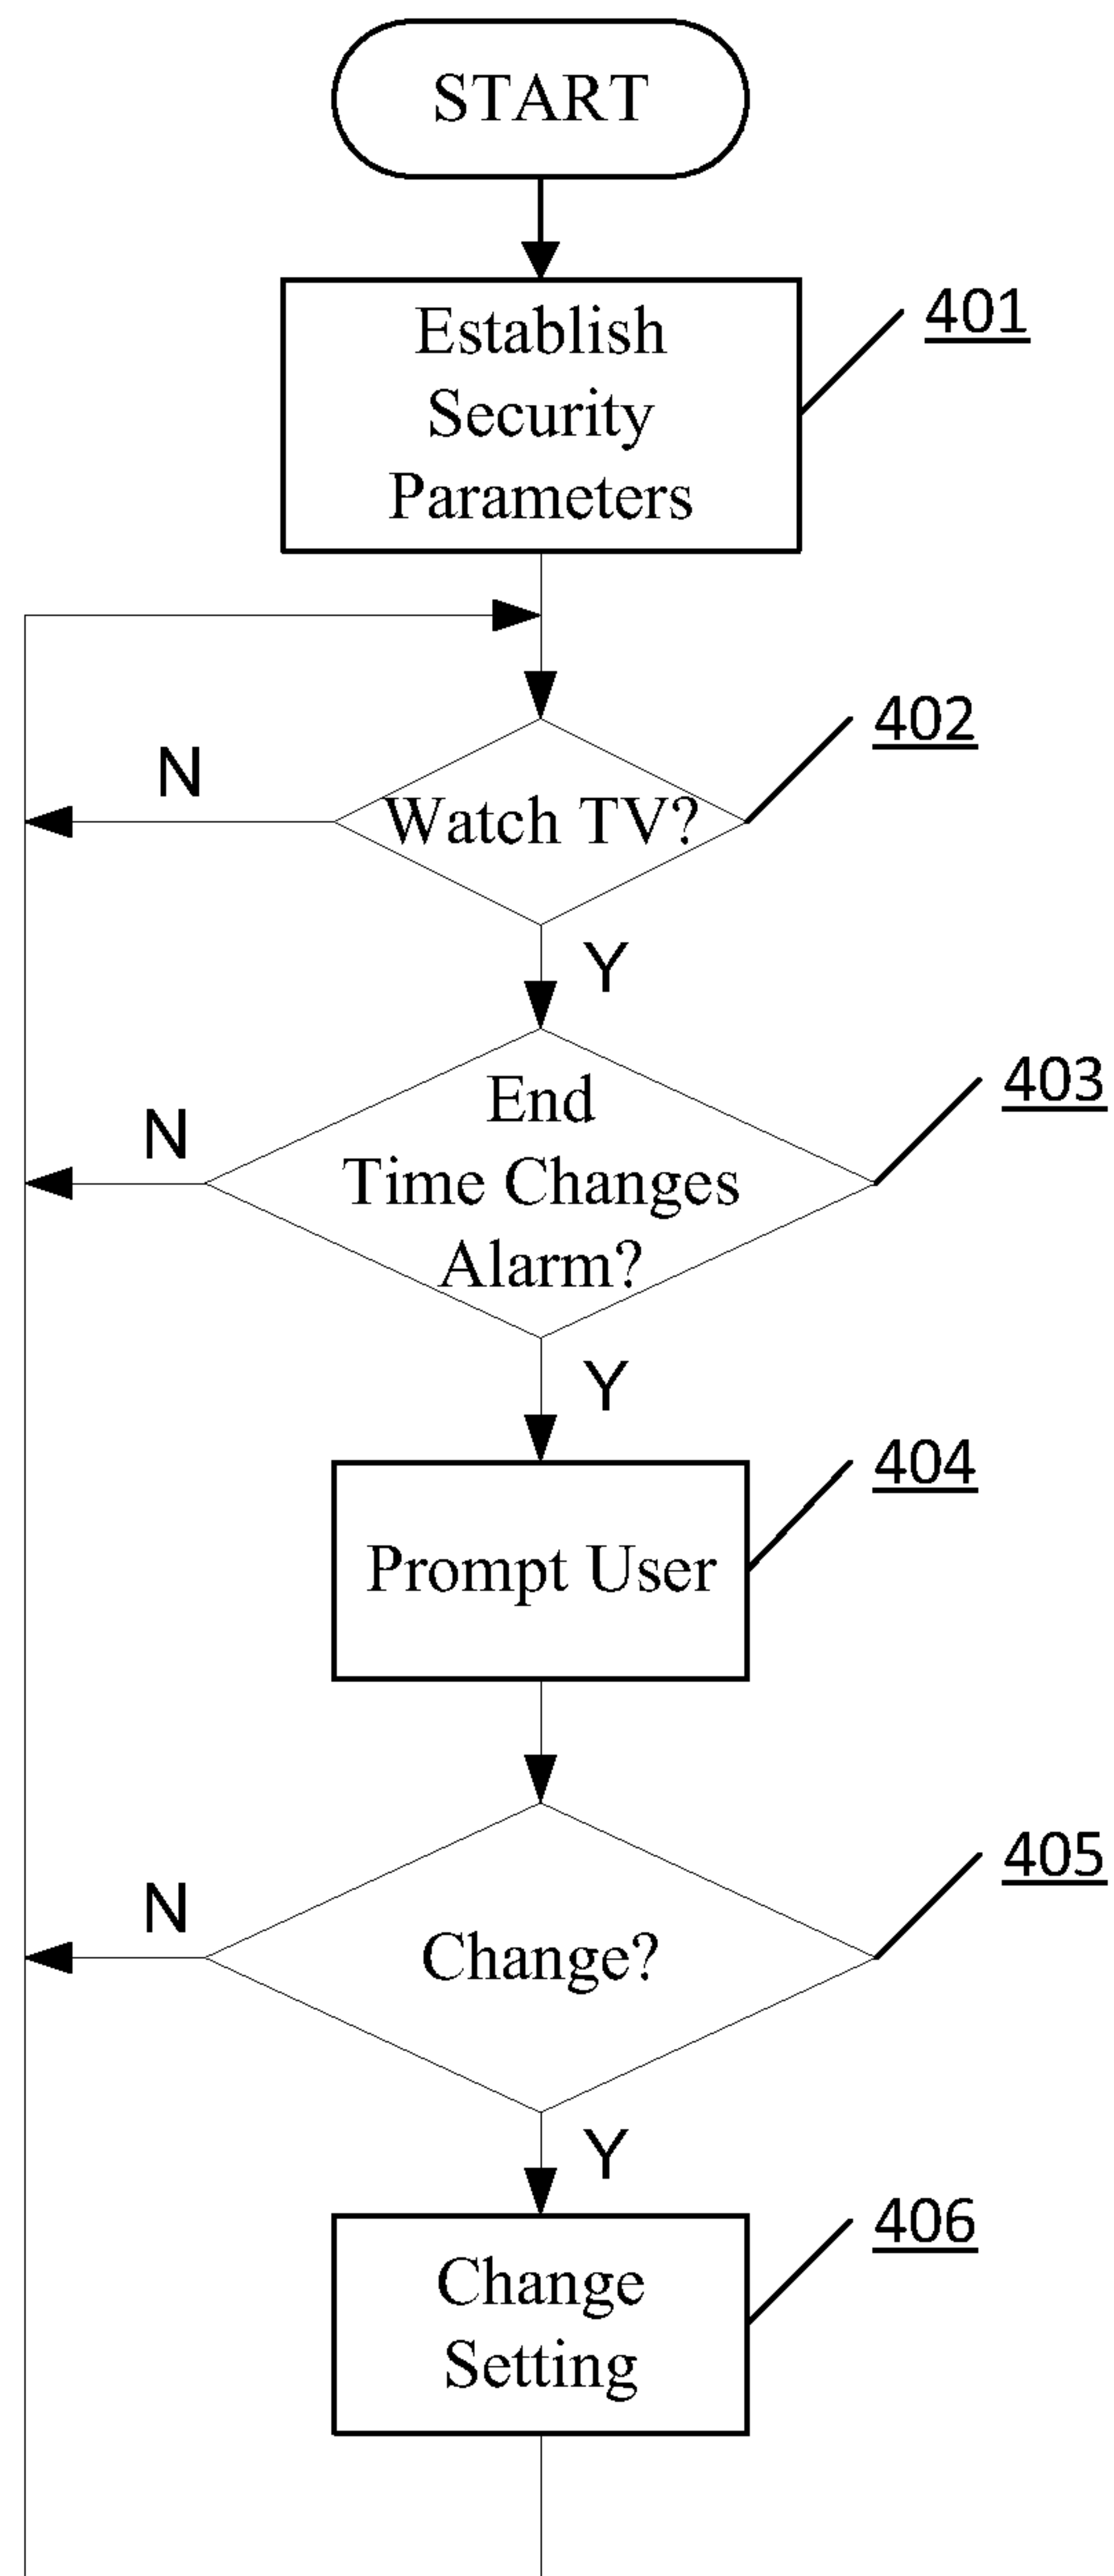 START
Establish
Security
Parameters
401
N
Watch TV?
402
Y
End
Time Changes
Alarm?
403
N
Y
Prompt User
404
Change?
405
N
Y
Change
Setting
406